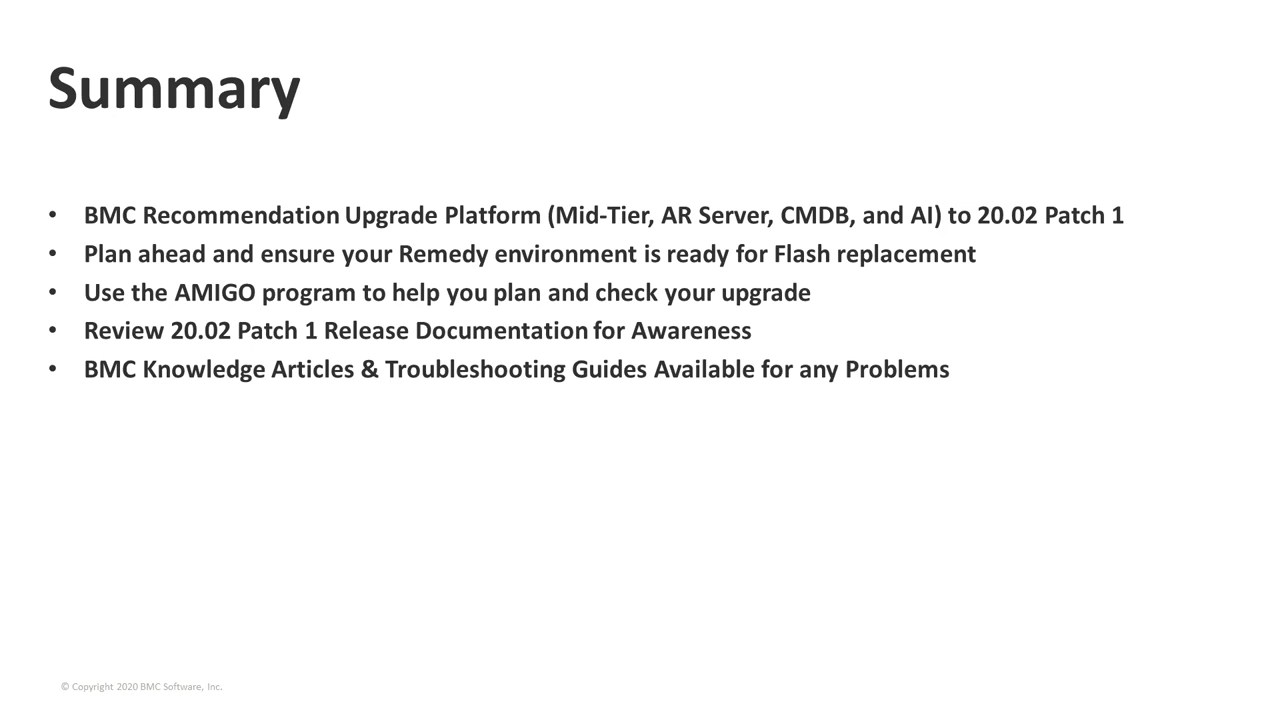 Summary
• BMC Recommendation Upgrade Platform (Mid-Tier, AR Server, CMDB, and AI) to 20.02 Patch 1
• Plan ahead and ensure your Remedy environment is ready for Flash replacement
• Use the AMIGO program to help you plan and check your upgrade
• Review 20.02 Patch 1 Release Documentation for Awareness
• BMC Knowledge Articles & Troubleshooting Guides Available for any Problems
© Copyright 2020 BMC Software, Inc.